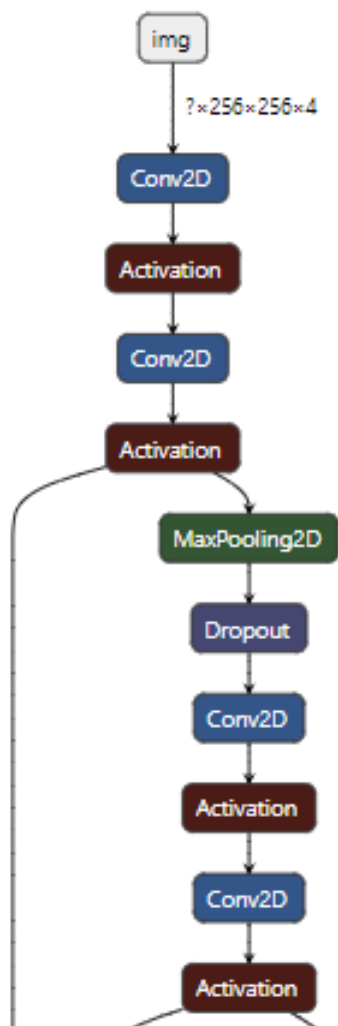 img
?×256×256×4
Conv2D
Activation
Conv2D
Activation
MaxPooling2D
Dropout
Conv2D
Activation
Conv2D
Activation